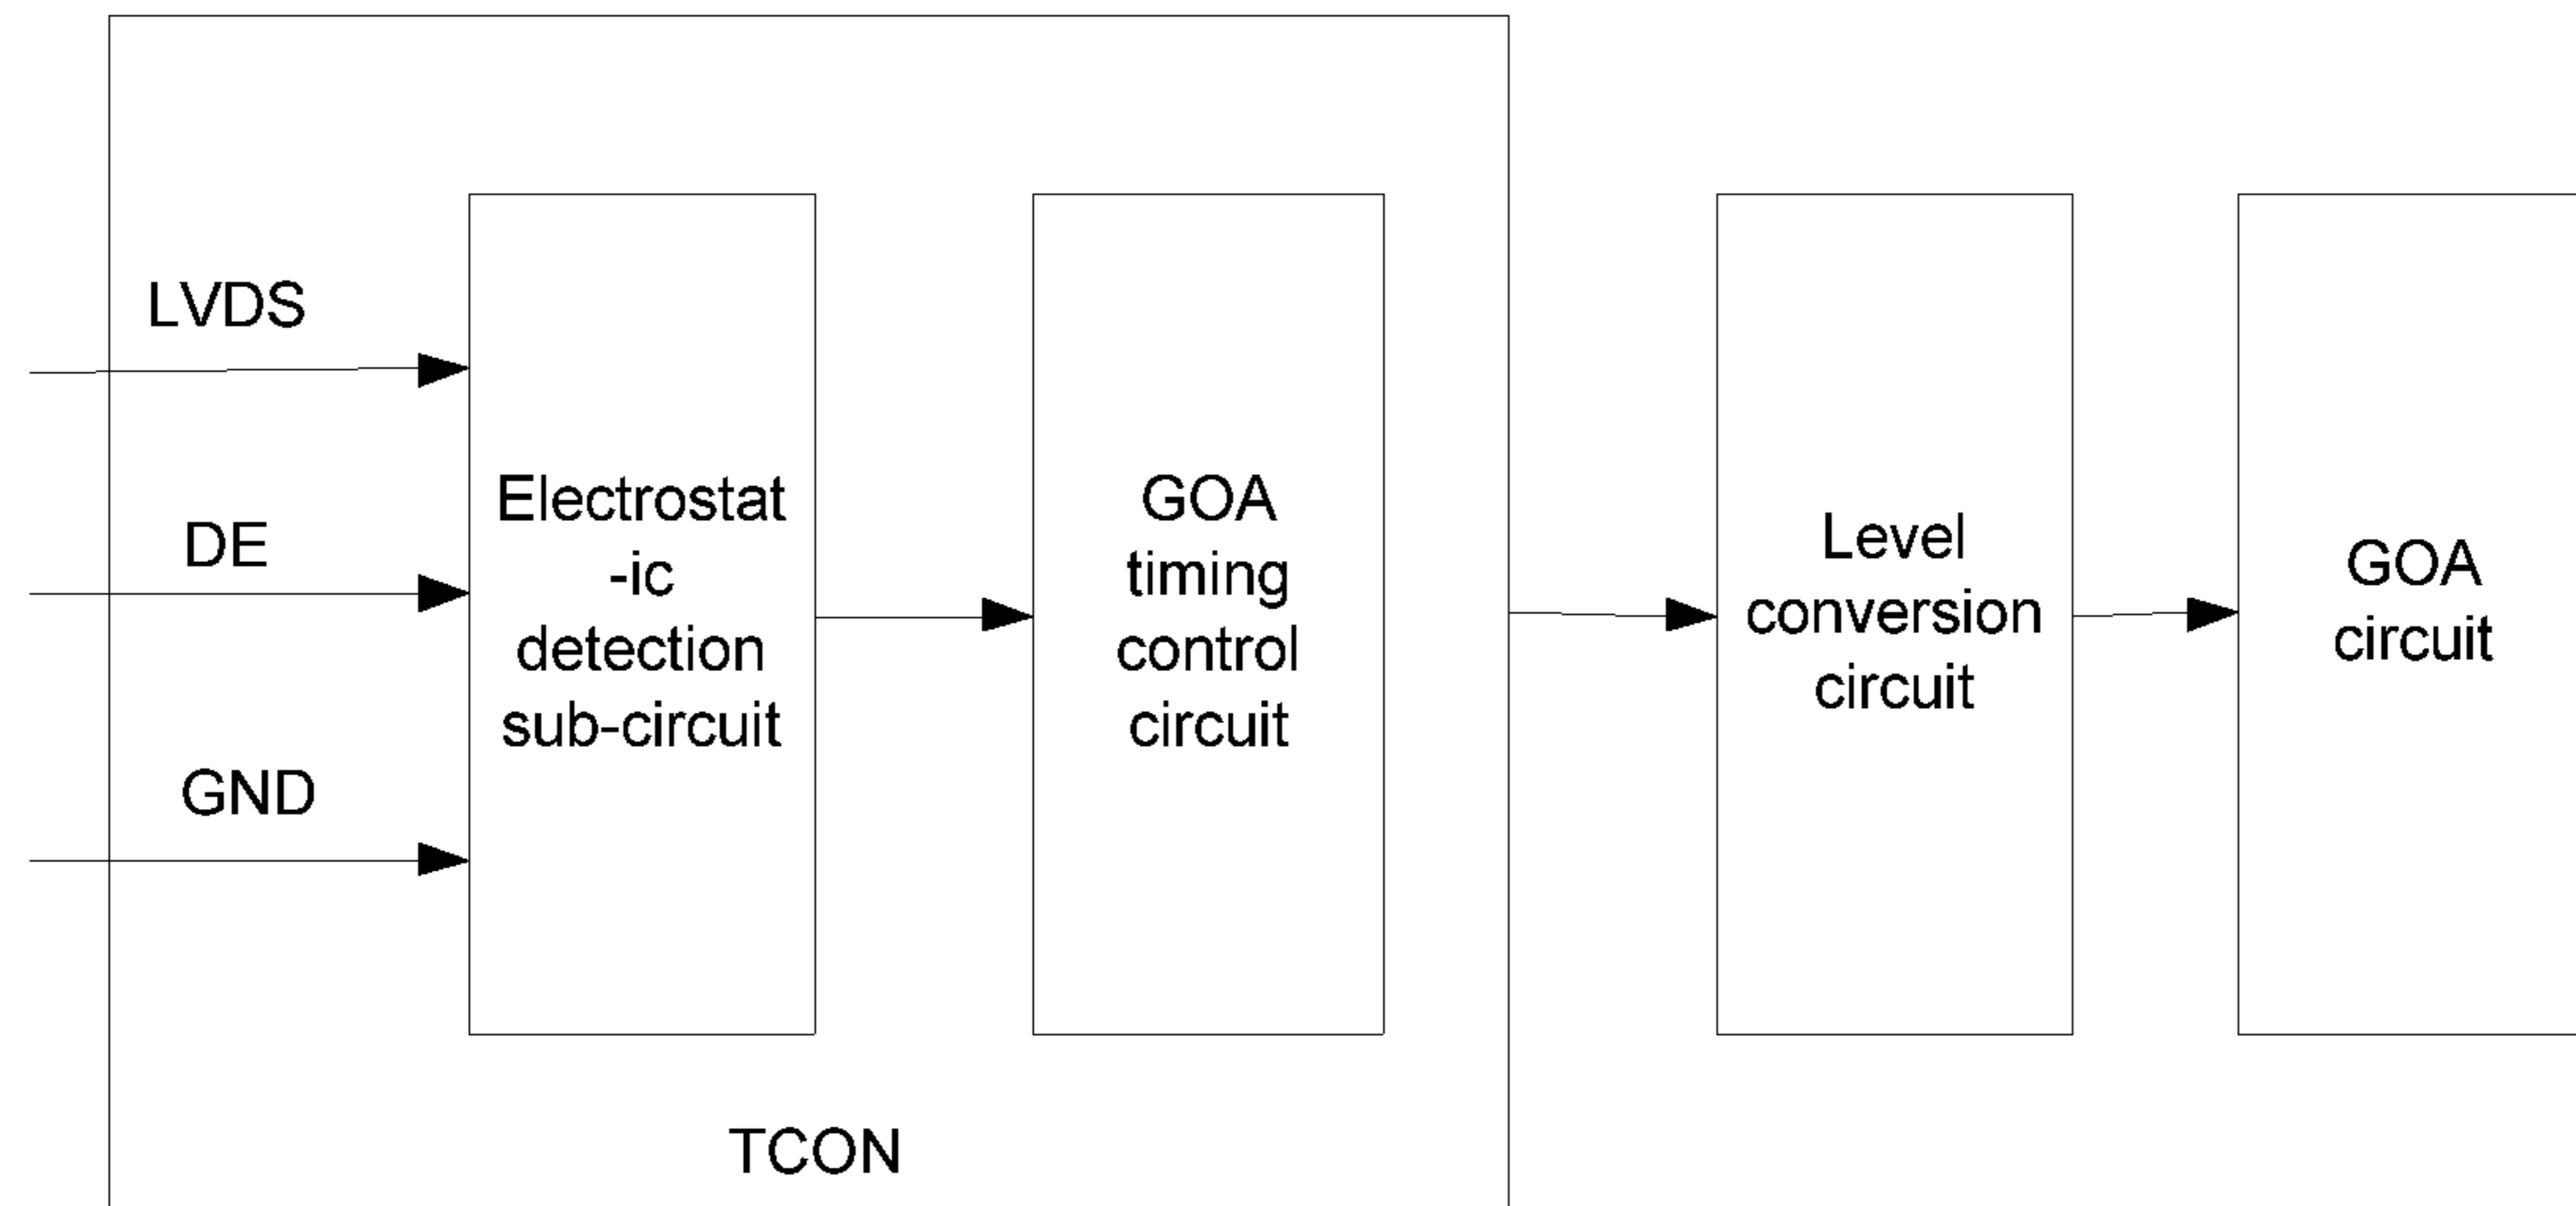 LVDS
DE
GND
Electrostat
-ic
detection
sub-circuit
GOA
timing
control
circuit
Level
conversion
circuit
GOA
circuit
TCON